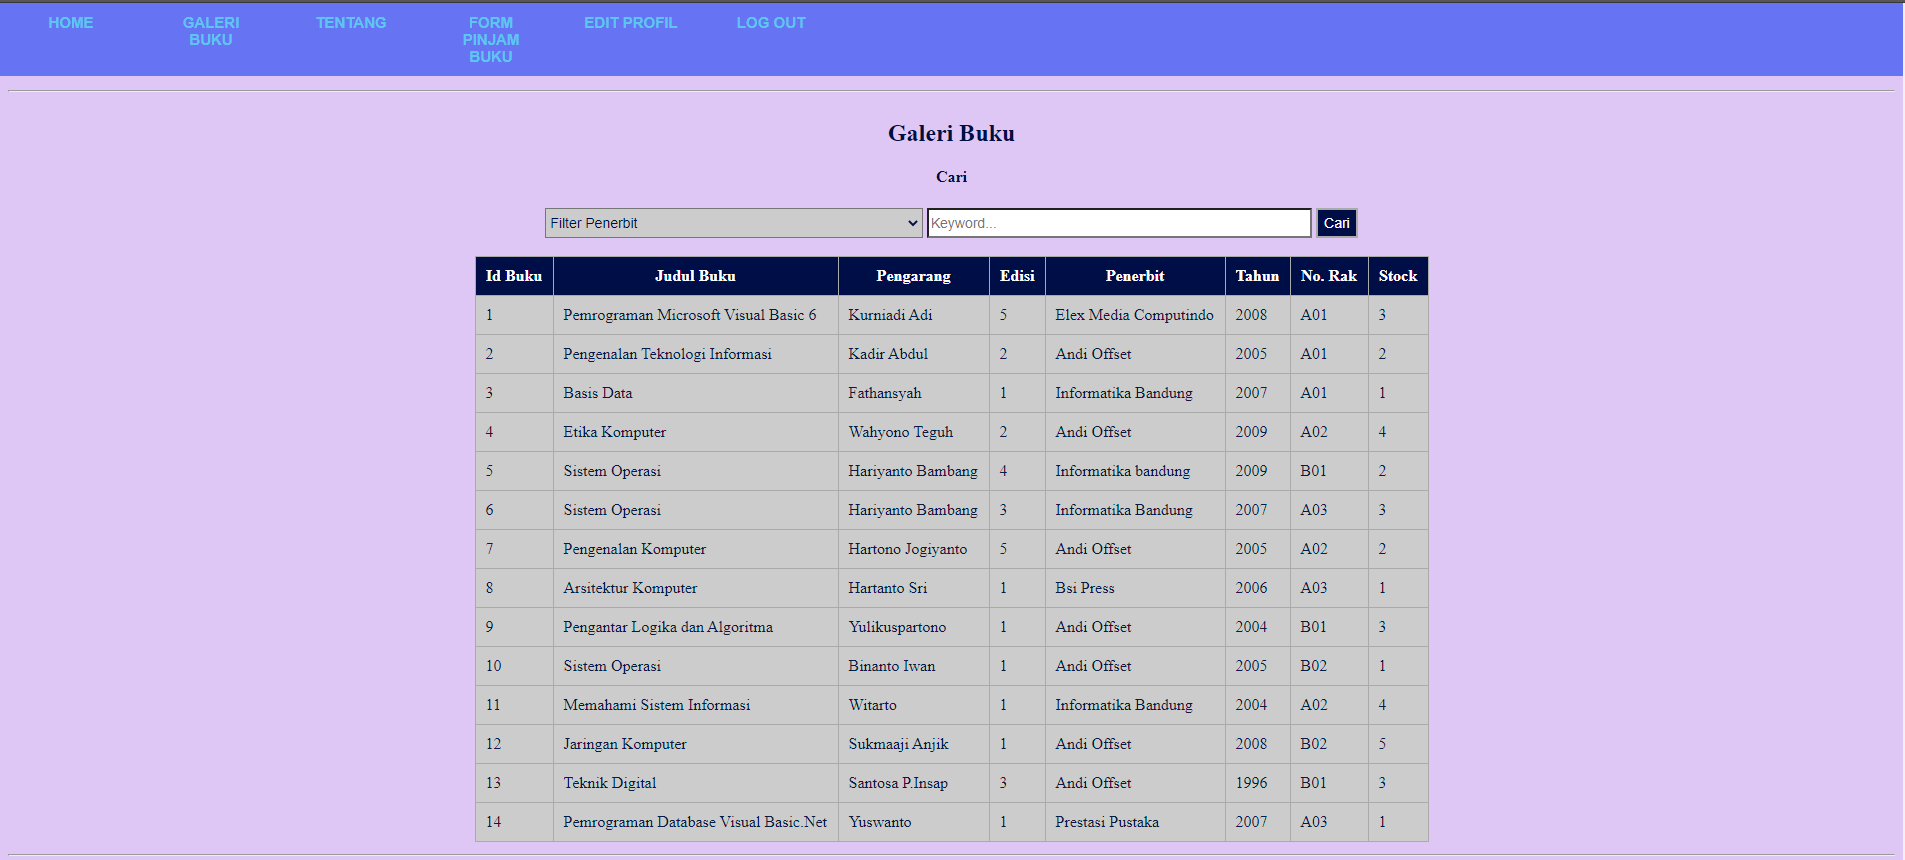 HOME GALERI BUKU TENTANG FORM PINJAM BUKU EDIT PROFIL LOG OUT
Galeri Buku
Cari
Filter Penerbit Keyword... Cari
Id Buku Judul Buku Pengarang Edisi Penerbit Tahun No. Rak Stock
1 Pemrograman Microsoft Visual Basic 6 Kurniadi Adi 5 Elex Media Computindo 2008 A01 3
2 Pengenalan Teknologi Informasi Kadir Abdul 2 Andi Offset 2005 A01 2
3 Basis Data Fathansyah 1 Informatika Bandung 2007 A01 1
4 Etika Komputer Wahyono Teguh 2 Andi Offset 2009 A02 4
5 Sistem Operasi Hariyanto Bambang 4 Informatika bandung 2009 B01 2
6 Sistem Operasi Hariyanto Bambang 3 Informatika Bandung 2007 A03 3
7 Pengenalan Komputer Hartono Jogiyanto 5 Andi Offset 2005 A02 2
8 Arsitektur Komputer Hartanto Sri 1 Bsi Press 2006 A03 1
9 Pengantar Logika dan Algoritma Yulikuspartono 1 Andi Offset 2004 B01 3
10 Sistem Operasi Binanto Iwan 1 Andi Offset 2005 B02 1
11 Memahami Sistem Informasi Witarto 1 Informatika Bandung 2004 A02 4
12 Jaringan Komputer Sukmaaji Anjik 1 Andi Offset 2008 B02 5
13 Teknik Digital Santosa P.Insap 3 Andi Offset 1996 B01 3
14 Pemrograman Database Visual Basic.Net Yuswanto 1 Prestasi Pustaka 2007 A03 1